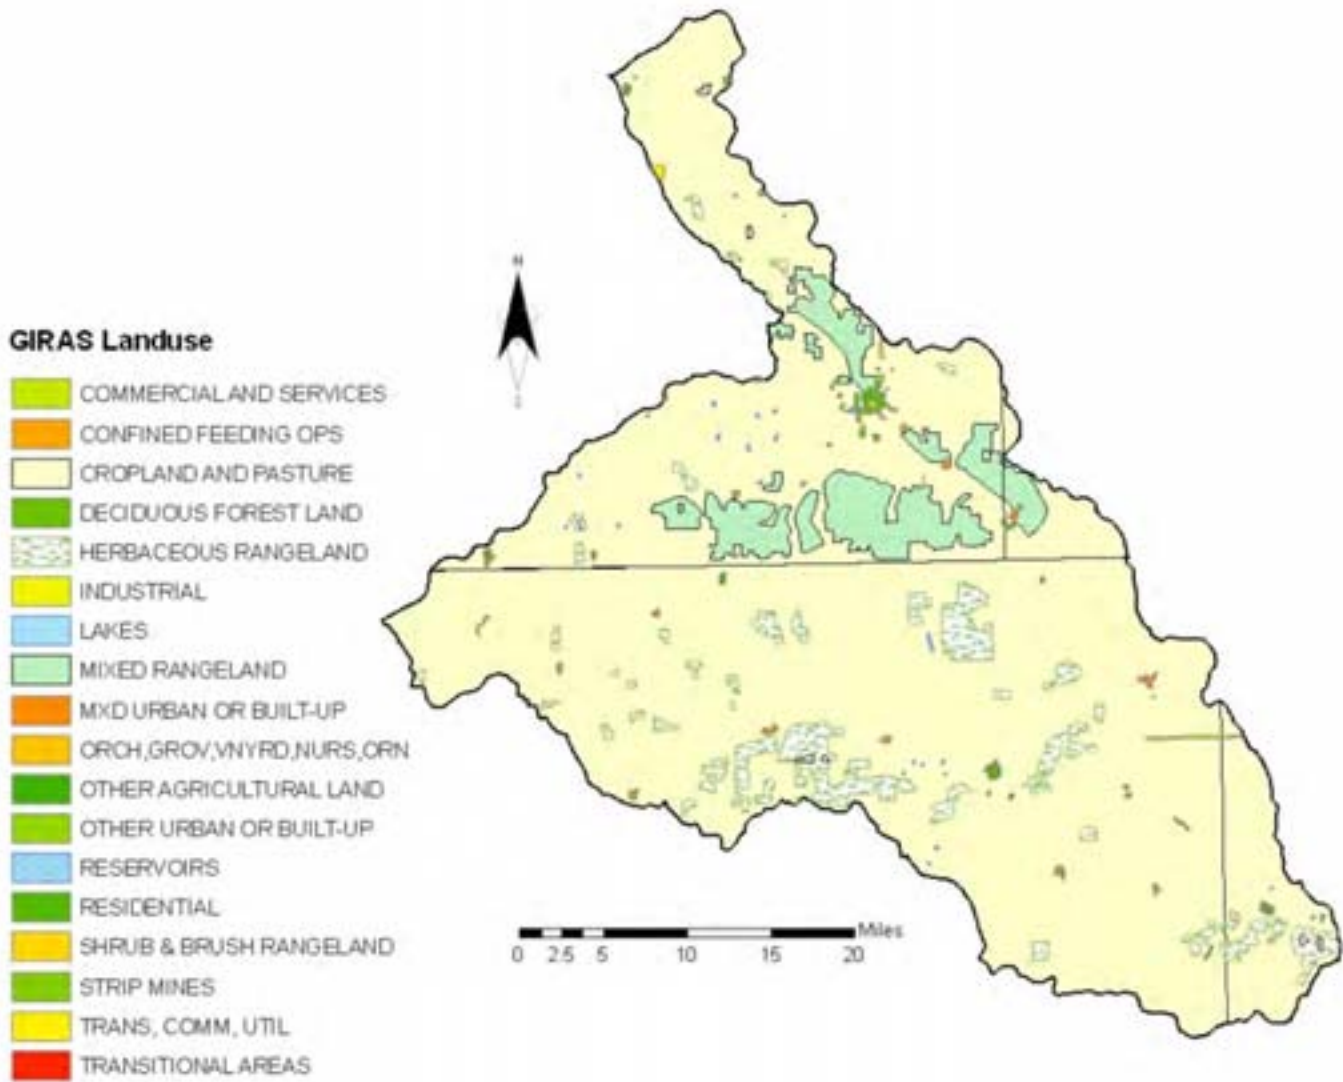 N
GIRAS Landuse
COMMERCIAL AND SERVICES
CONFINED FEEDING OPS
CROPLAND AND PASTURE
DECIDUOUS FOREST LAND
HERBACEOUS RANGELAND
INDUSTRIAL
LAKES
MIXED RANGELAND
MXD URBAN OR BUILT-UP
ORCH,GROV,VNYRD,NURS,ORN
OTHER AGRICULTURAL LAND
OTHER URBAN OR BUILT-UP
RESERVOIRS
RESIDENTIAL
SHRUB & BRUSH RANGELAND
STRIP MINES
TRANS, COMM, UTIL
TRANSITIONAL AREAS
Miles
0 2.5 5 10 15 20